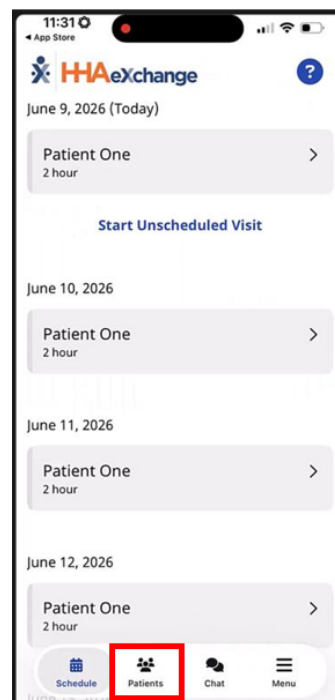 11:31
App Store
HHAeXchange
?
June 9, 2026 (Today)
Patient One
2 hour
Start Unscheduled Visit
June 10, 2026
Patient One
2 hour
June 11, 2026
Patient One
2 hour
June 12, 2026
Patient One
2 hour
Schedule Patients Chat Menu